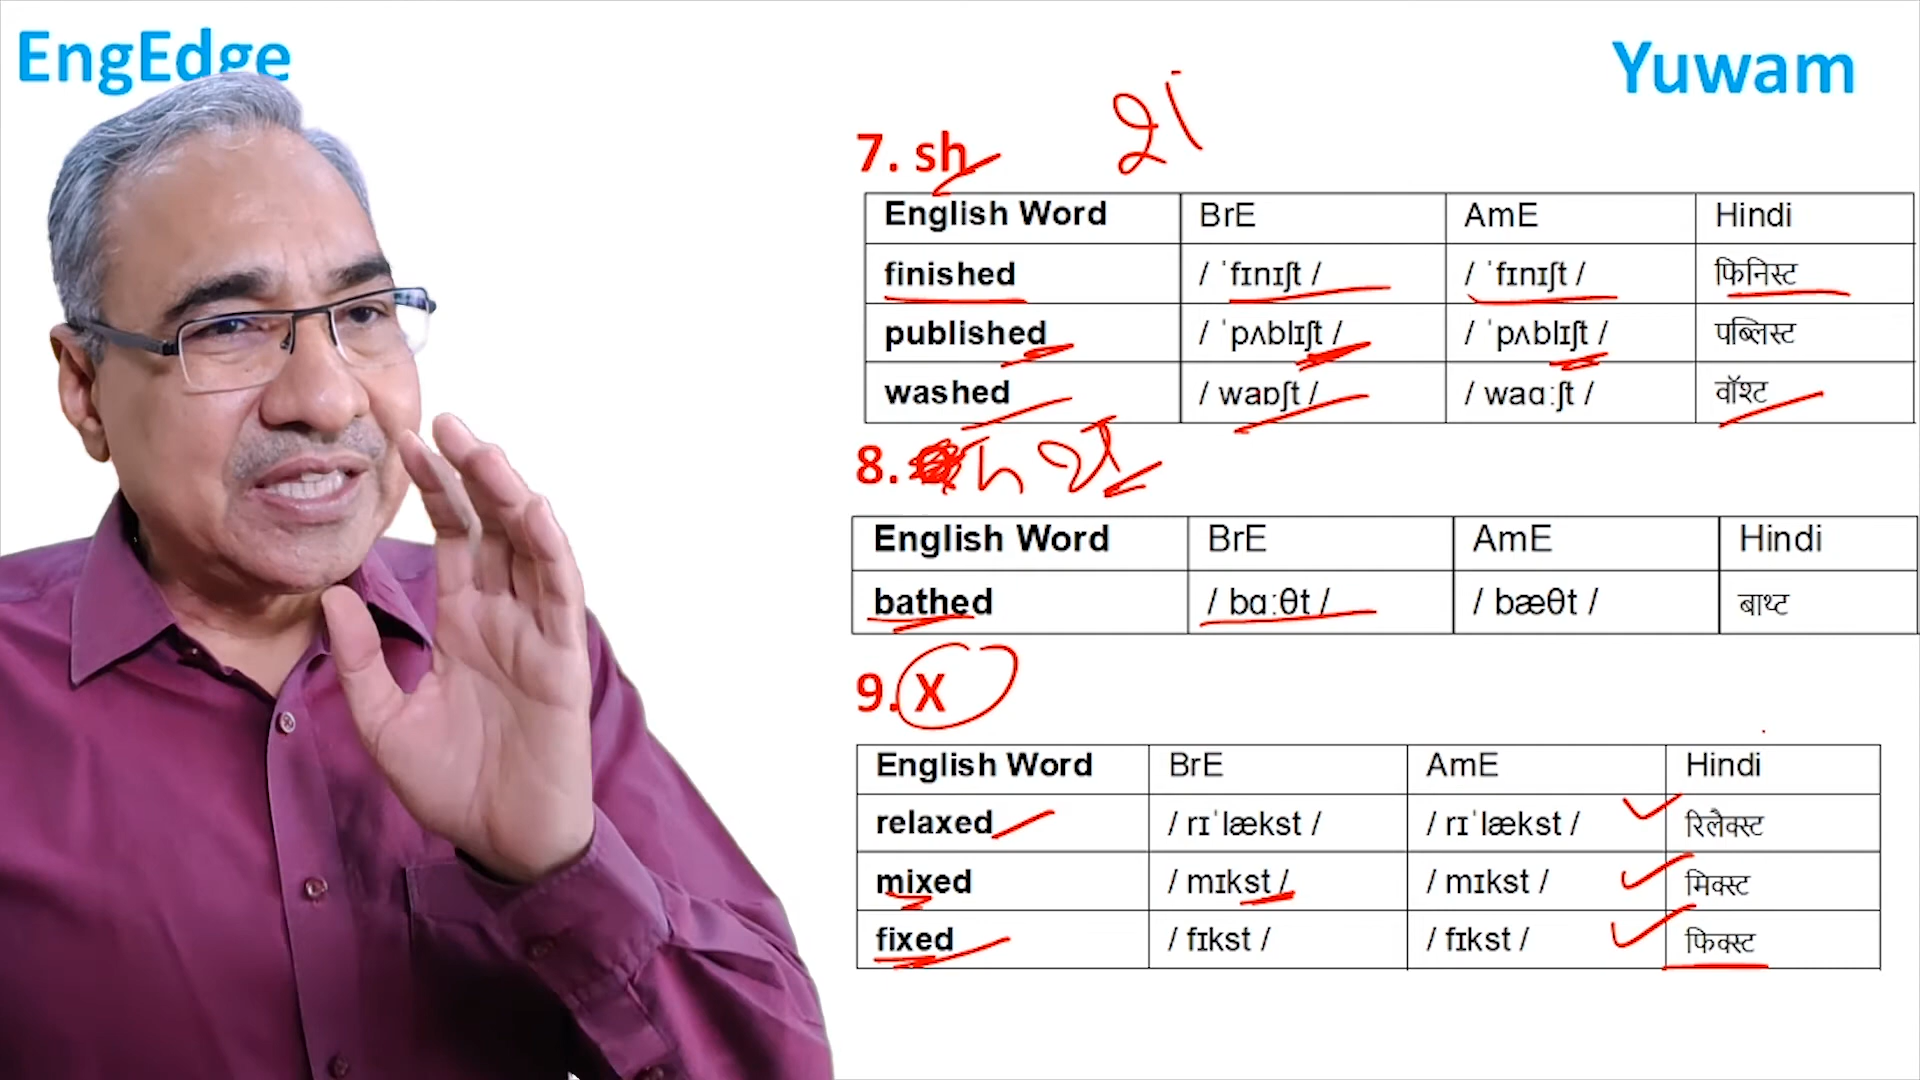 EngEdge
Yuwam
7. sh श
English Word BrE AmE Hindi
finished / ˈfɪnɪʃt / / ˈfɪnɪʃt / फिनिस्ट
published / ˈpʌblɪʃt / / ˈpʌblɪʃt / पब्लिस्ट
washed / waɒʃt / / waɑːʃt / वॉश्ट
8.
English Word BrE AmE Hindi
bathed / bɑːθt / / bæθt / बाथ्ट
9. X
English Word BrE AmE Hindi
relaxed / rɪˈlækst / / rɪˈlækst / रिलैक्स्ट
mixed / mɪkst / / mɪkst / मिक्स्ट
fixed / fɪkst / / fɪkst / फिक्स्ट